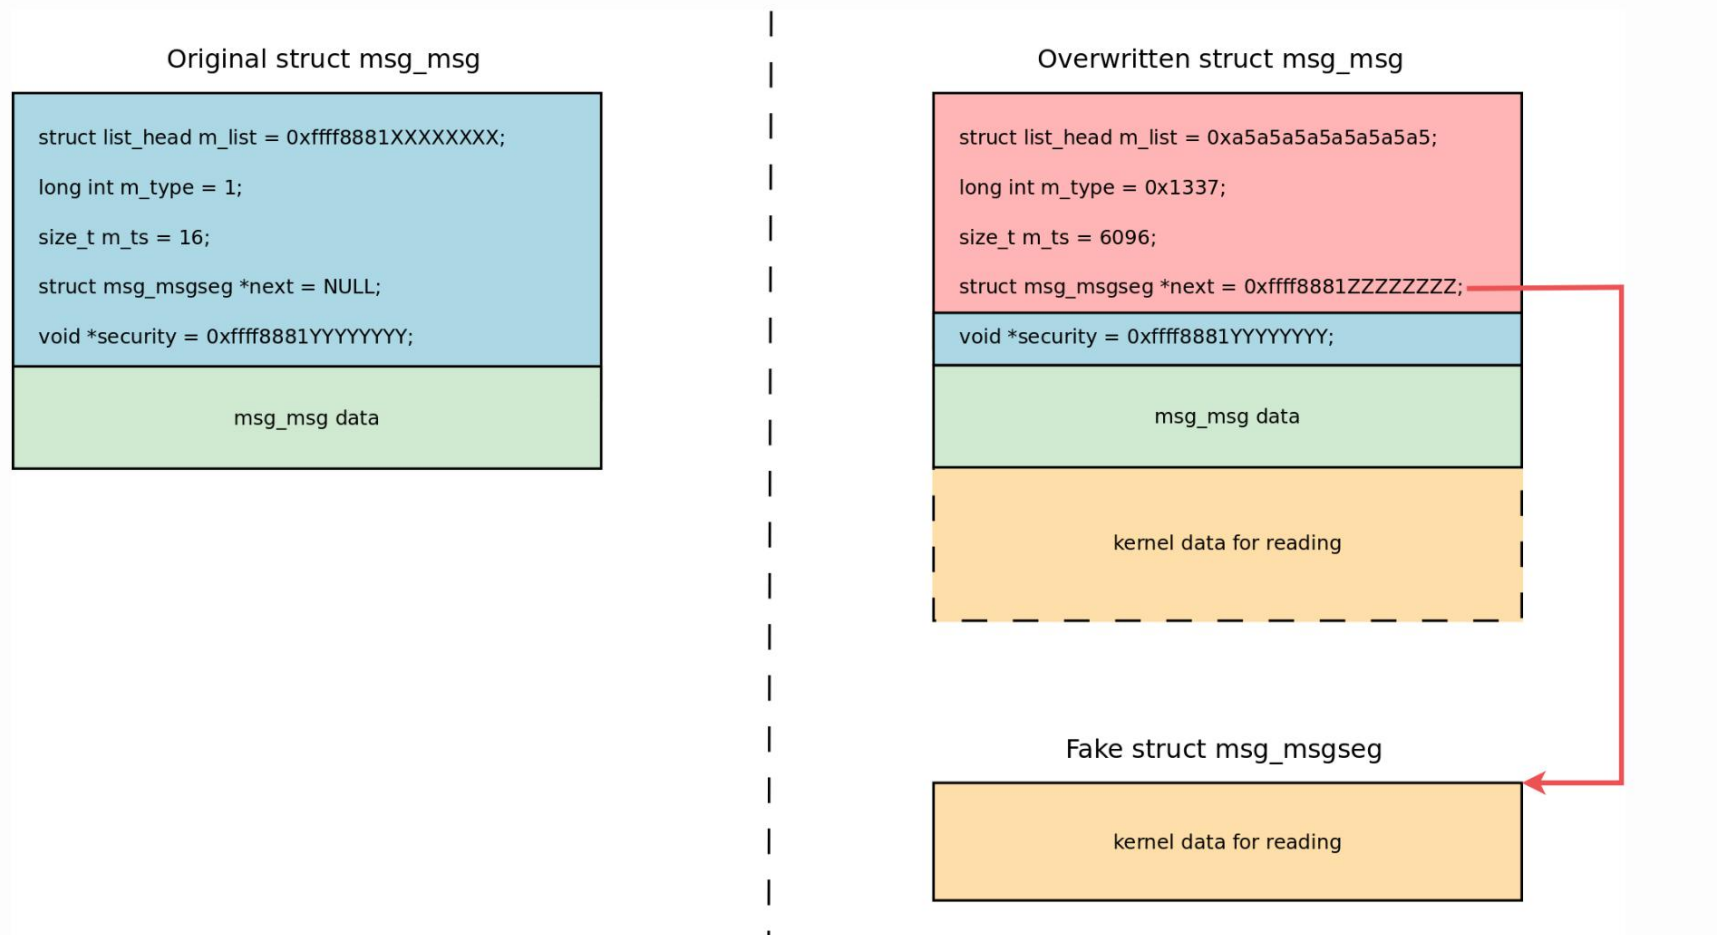 Original struct msg_msg
struct list_head m_list = 0xffff8881XXXXXXXX;
long int m_type = 1;
size_t m_ts = 16;
struct msg_msgseg *next = NULL;
void *security = 0xffff8881YYYYYYYY;
msg_msg data
Overwritten struct msg_msg
struct list_head m_list = 0xa5a5a5a5a5a5a5a5;
long int m_type = 0x1337;
size_t m_ts = 6096;
struct msg_msgseg *next = 0xffff8881ZZZZZZZZ;
void *security = 0xffff8881YYYYYYYY;
msg_msg data
kernel data for reading
Fake struct msg_msgseg
kernel data for reading